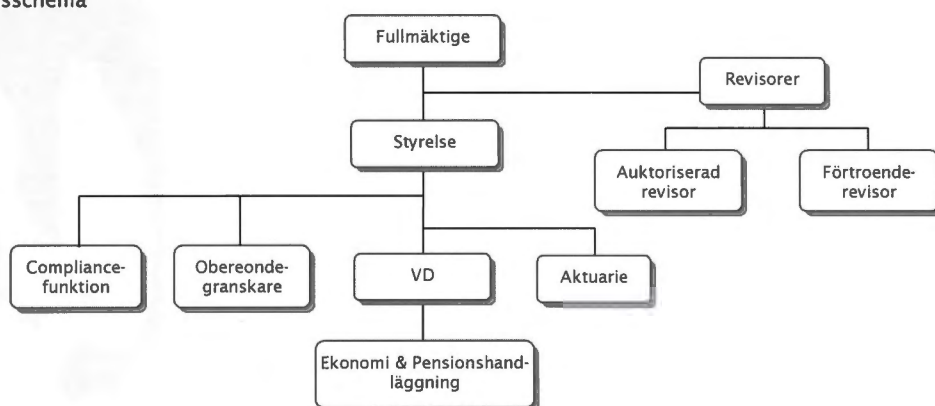 sschema
Fullmäktige
Revisorer
Styrelse
Auktoriserad
revisor
Förtroende-
revisor
Compliance-
funktion
Obereonde-
granskare
VD
Aktuarie
Ekonomi & Pensionshand-
läggning